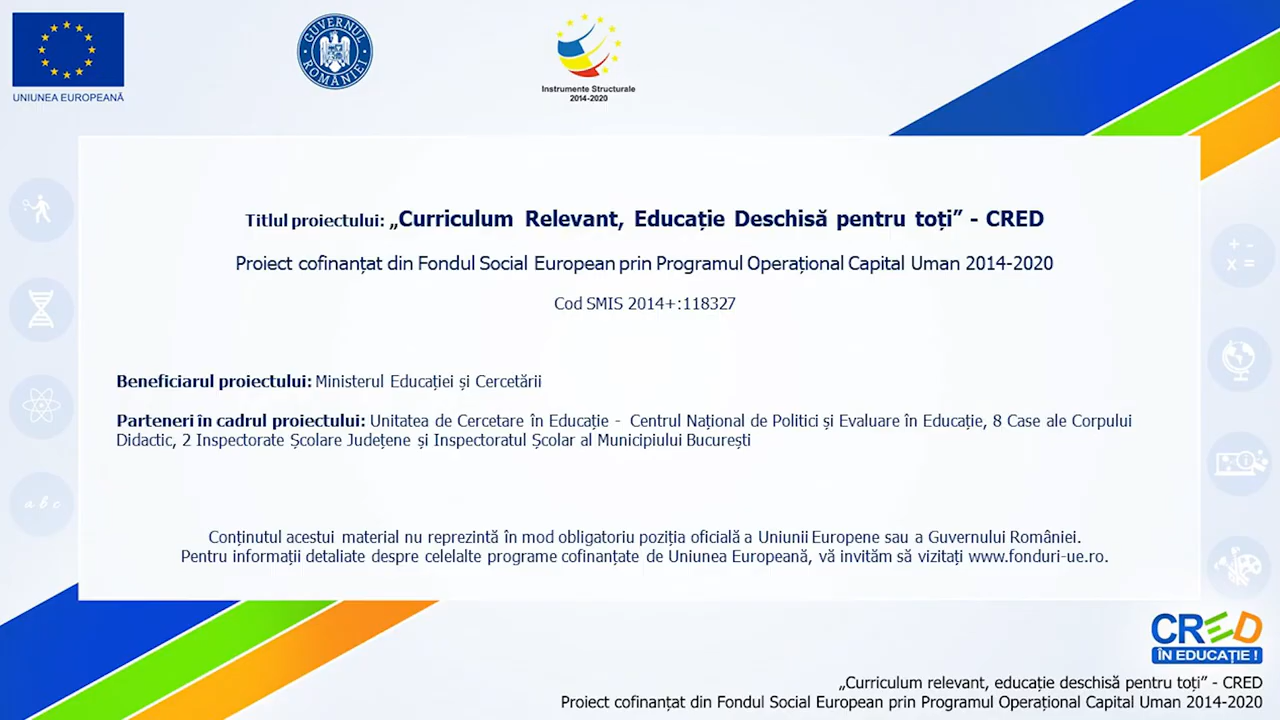 UNIUNEA EUROPEANĂ
GUVERNUL ROMÂNIEI
Instrumente Structurale
2014-2020
Titlul proiectului: „Curriculum Relevant, Educație Deschisă pentru toți” - CRED
Proiect cofinanțat din Fondul Social European prin Programul Operațional Capital Uman 2014-2020
Cod SMIS 2014+:118327
Beneficiarul proiectului: Ministerul Educației și Cercetării
Parteneri în cadrul proiectului: Unitatea de Cercetare în Educație - Centrul Național de Politici și Evaluare în Educație, 8 Case ale Corpului
Didactic, 2 Inspectorate Școlare Județene și Inspectoratul Școlar al Municipiului București
a b c
Conținutul acestui material nu reprezintă în mod obligatoriu poziția oficială a Uniunii Europene sau a Guvernului României.
Pentru informații detaliate despre celelalte programe cofinanțate de Uniunea Europeană, vă invităm să vizitați www.fonduri-ue.ro.
CRED
ÎN EDUCAȚIE !
„Curriculum relevant, educație deschisă pentru toți” - CRED
Proiect cofinanțat din Fondul Social European prin Programul Operațional Capital Uman 2014-2020